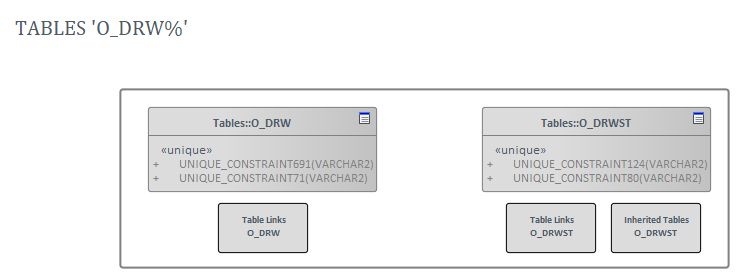 TABLES 'O_DRW%'
Tables::O_DRW
«unique»
+ UNIQUE_CONSTRAINT691(VARCHAR2)
+ UNIQUE_CONSTRAINT71(VARCHAR2)
Table Links
O_DRW
Tables::O_DRWST
«unique»
+ UNIQUE_CONSTRAINT124(VARCHAR2)
+ UNIQUE_CONSTRAINT80(VARCHAR2)
Table Links
O_DRWST
Inherited Tables
O_DRWST